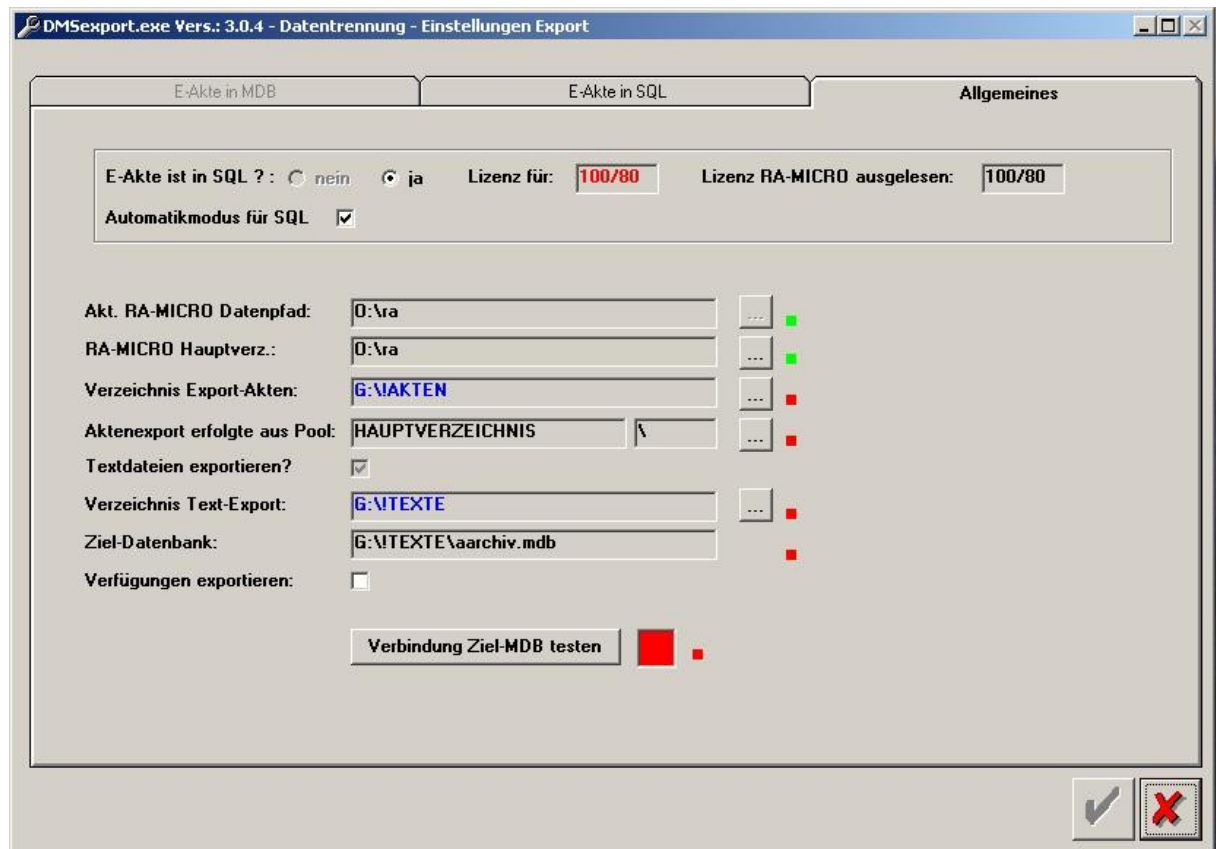 DMSexport.exe Vers.: 3.0.4 - Datentrennung - Einstellungen Export
E-Akte in MDB E-Akte in SQL Allgemeines
E-Akte ist in SQL ? : nein ja Lizenz für: 100/80 Lizenz RA-MICRO ausgelesen: 100/80
Automatikmodus für SQL
Akt. RA-MICRO Datenpfad: O:\ra ...
RA-MICRO Hauptverz.: O:\ra ...
Verzeichnis Export-Akten: G:\!AKTEN ...
Aktenexport erfolgte aus Pool: HAUPTVERZEICHNIS \ ...
Textdateien exportieren?
Verzeichnis Text-Export: G:\!TEXTE ...
Ziel-Datenbank: G:\!TEXTE\aarchiv.mdb
Verfügungen exportieren:
Verbindung Ziel-MDB testen